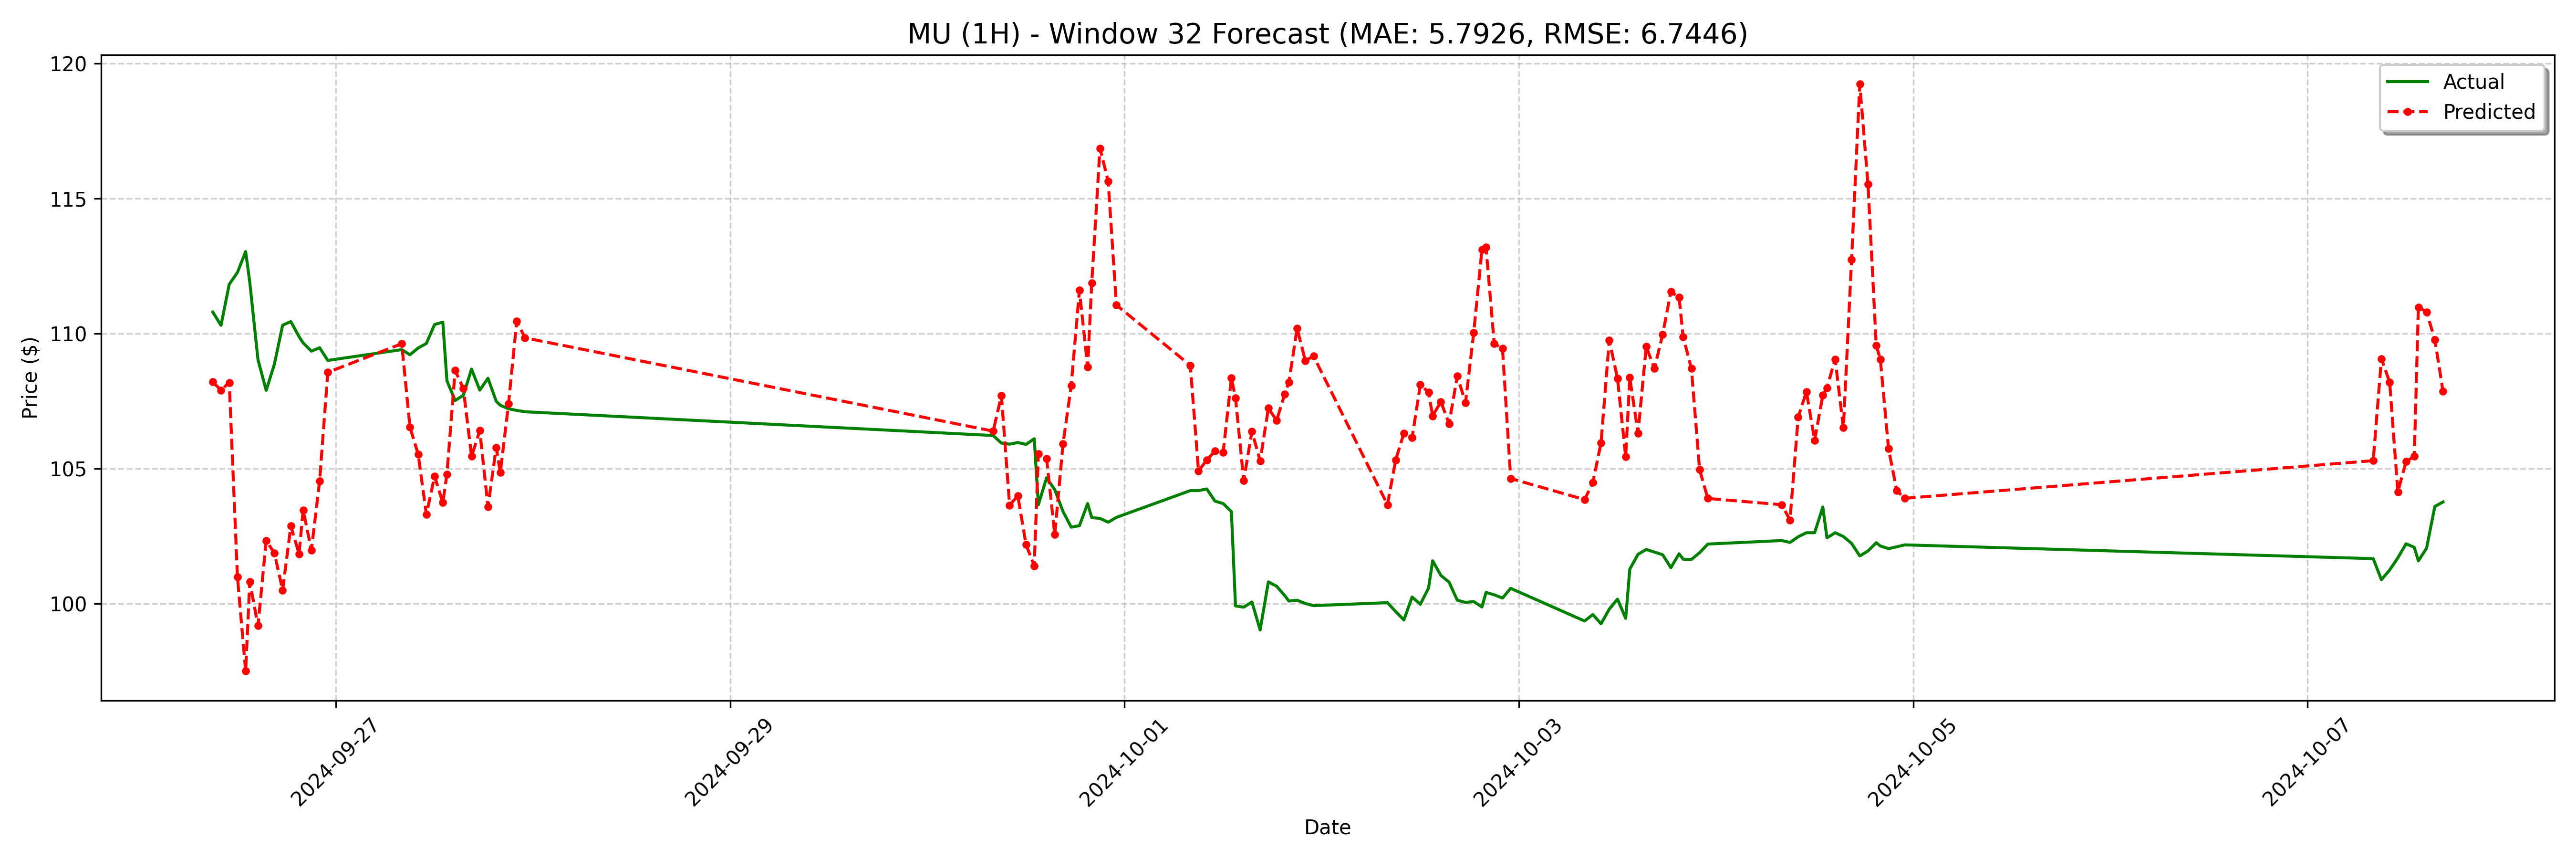 MU (1H) - Window 32 Forecast (MAE: 5.7926, RMSE: 6.7446)
120
115
110
105
100
Price ($)
Actual
Predicted
2024-09-27
2024-09-29
2024-10-01
2024-10-03
2024-10-05
2024-10-07
Date